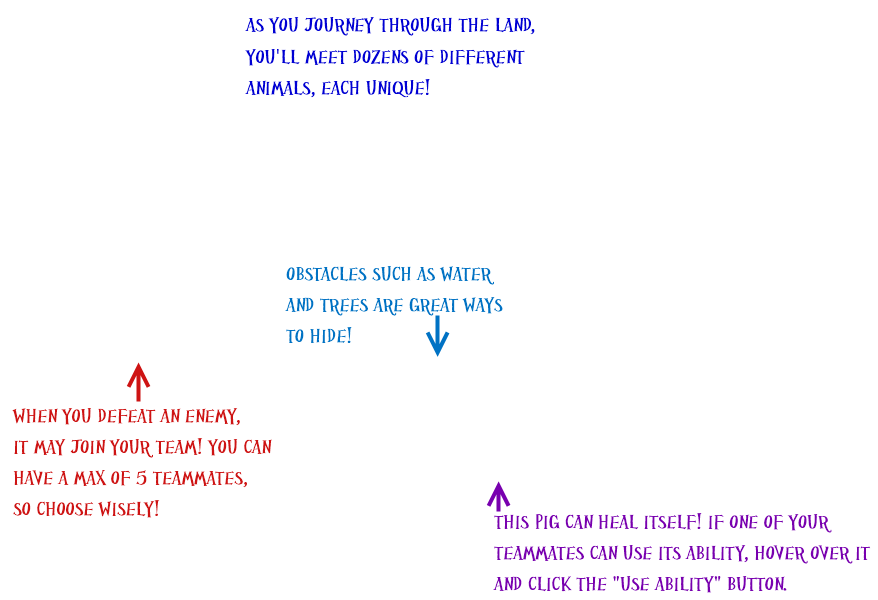 AS YOU JOURNEY THROUGH THE LAND,
YOU'LL MEET DOZENS OF DIFFERENT
ANIMALS, EACH UNIQUE!
OBSTACLES SUCH AS WATER
AND TREES ARE GREAT WAYS
TO HIDE!
WHEN YOU DEFEAT AN ENEMY,
IT MAY JOIN YOUR TEAM! YOU CAN
HAVE A MAX OF 5 TEAMMATES,
SO CHOOSE WISELY!
THIS PIG CAN HEAL ITSELF! IF ONE OF YOUR
TEAMMATES CAN USE ITS ABILITY, HOVER OVER IT
AND CLICK THE "USE ABILITY" BUTTON.